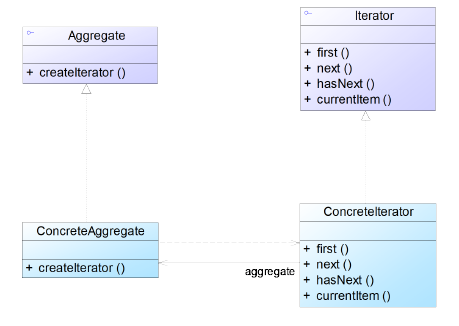 Aggregate
+ createIterator ()
Iterator
+ first ()
+ next ()
+ hasNext ()
+ currentItem ()
ConcreteAggregate
+ createIterator ()
aggregate
ConcreteIterator
+ first ()
+ next ()
+ hasNext ()
+ currentItem ()